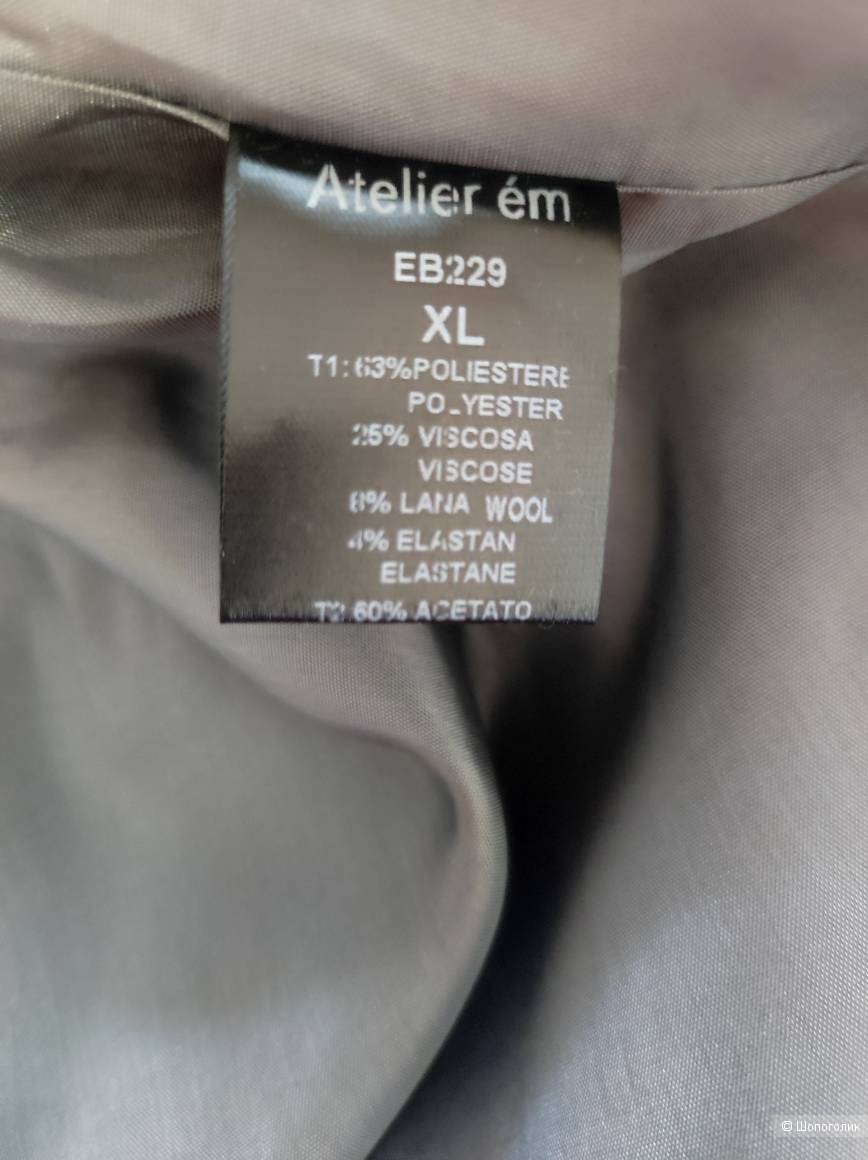 Atelier ém
EB229
XL
T1: 63%POLIESTERE
POLYESTER
25% VISCOSA
VISCOSE
8% LANA WOOL
4% ELASTAN
ELASTANE
T2 60% ACETATO
© Шопоголик